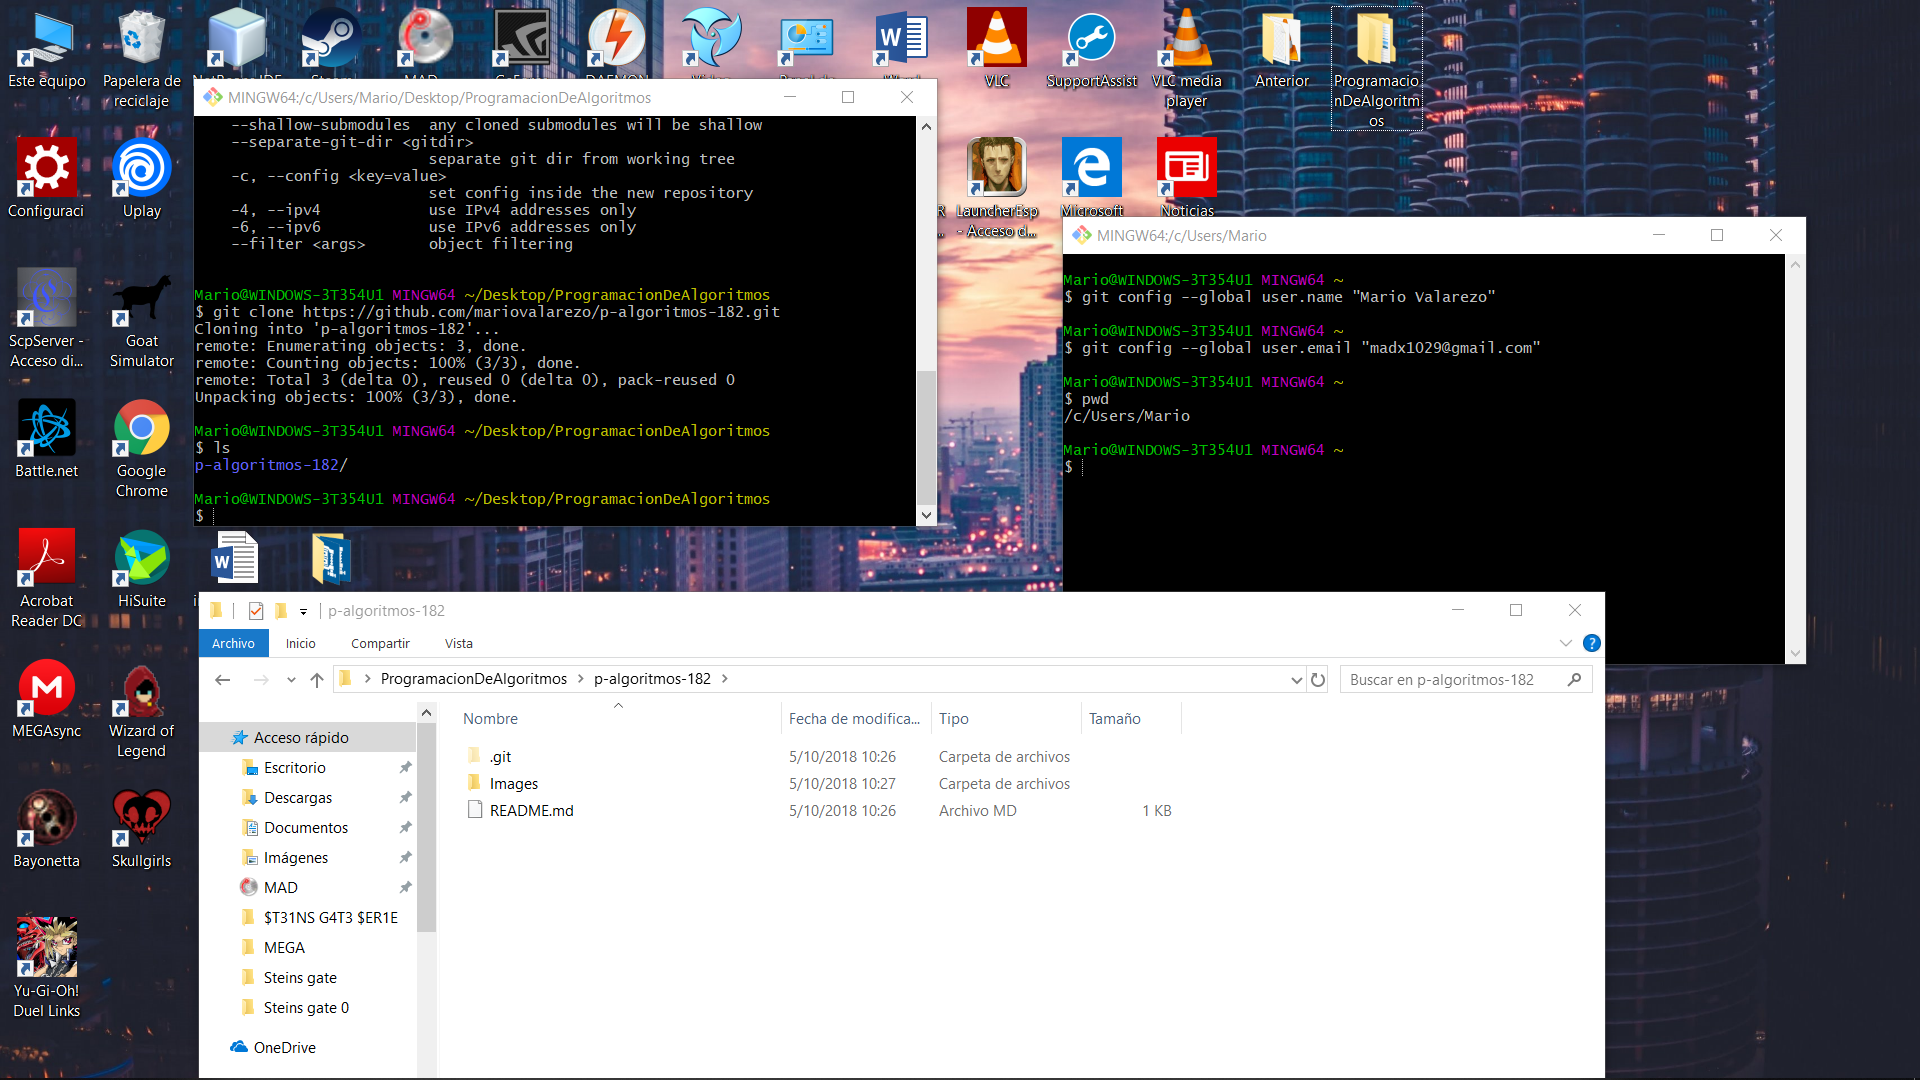 Este equipo
Papelera de
reciclaje
VLC
SupportAssist
VLC media
player
Anterior
Programacio
nDeAlgoritm
os
Configuraci
Uplay
LauncherEsp
- Acceso d...
Microsoft
Noticias
ScpServer -
Acceso di...
Goat
Simulator
Battle.net
Google
Chrome
Acrobat
Reader DC
HiSuite
MEGAsync
Wizard of
Legend
Bayonetta
Skullgirls
Yu-Gi-Oh!
Duel Links
MINGW64:/c/Users/Mario/Desktop/ProgramacionDeAlgoritmos
--shallow-submodules  any cloned submodules will be shallow
--separate-git-dir <gitdir>
separate git dir from working tree
-c, --config <key=value>
set config inside the new repository
-4, --ipv4            use IPv4 addresses only
-6, --ipv6            use IPv6 addresses only
--filter <args>       object filtering
Mario@WINDOWS-3T354U1 MINGW64 ~/Desktop/ProgramacionDeAlgoritmos
$ git clone https://github.com/mariovalarezo/p-algoritmos-182.git
Cloning into 'p-algoritmos-182'...
remote: Enumerating objects: 3, done.
remote: Counting objects: 100% (3/3), done.
remote: Total 3 (delta 0), reused 0 (delta 0), pack-reused 0
Unpacking objects: 100% (3/3), done.
Mario@WINDOWS-3T354U1 MINGW64 ~/Desktop/ProgramacionDeAlgoritmos
$ ls
p-algoritmos-182/
Mario@WINDOWS-3T354U1 MINGW64 ~/Desktop/ProgramacionDeAlgoritmos
$
MINGW64:/c/Users/Mario
Mario@WINDOWS-3T354U1 MINGW64 ~
$ git config --global user.name "Mario Valarezo"
Mario@WINDOWS-3T354U1 MINGW64 ~
$ git config --global user.email "madx1029@gmail.com"
Mario@WINDOWS-3T354U1 MINGW64 ~
$ pwd
/c/Users/Mario
Mario@WINDOWS-3T354U1 MINGW64 ~
$
p-algoritmos-182
Archivo Inicio Compartir Vista
ProgramacionDeAlgoritmos > p-algoritmos-182 >
Buscar en p-algoritmos-182
Acceso rápido
Escritorio
Descargas
Documentos
Imágenes
MAD
$T31NS G4T3 $ER1E
MEGA
Steins gate
Steins gate 0
OneDrive
Nombre Fecha de modifica... Tipo Tamaño
.git 5/10/2018 10:26 Carpeta de archivos
Images 5/10/2018 10:27 Carpeta de archivos
README.md 5/10/2018 10:26 Archivo MD 1 KB